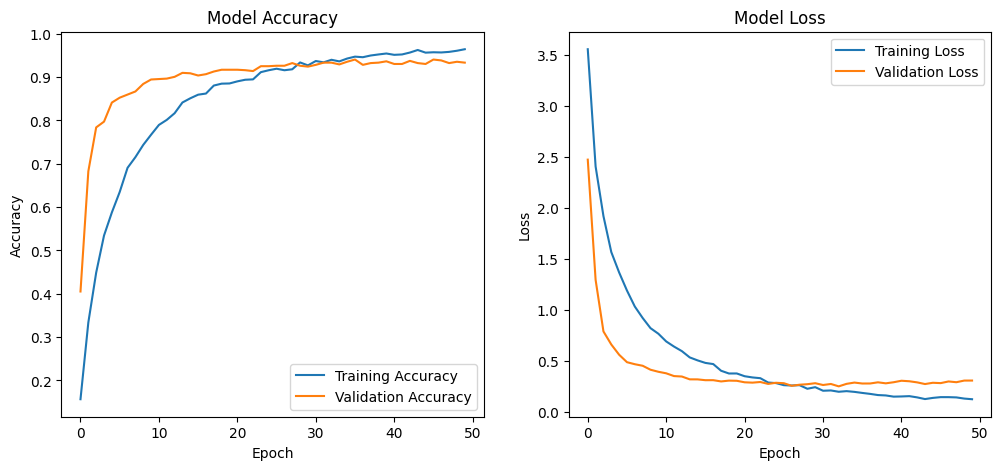 Model Accuracy
Accuracy
1.0
0.9
0.8
0.7
0.6
0.5
0.4
0.3
0.2
0
10
20
30
40
50
Epoch
Training Accuracy
Validation Accuracy
Model Loss
Loss
3.5
3.0
2.5
2.0
1.5
1.0
0.5
0.0
0
10
20
30
40
50
Epoch
Training Loss
Validation Loss